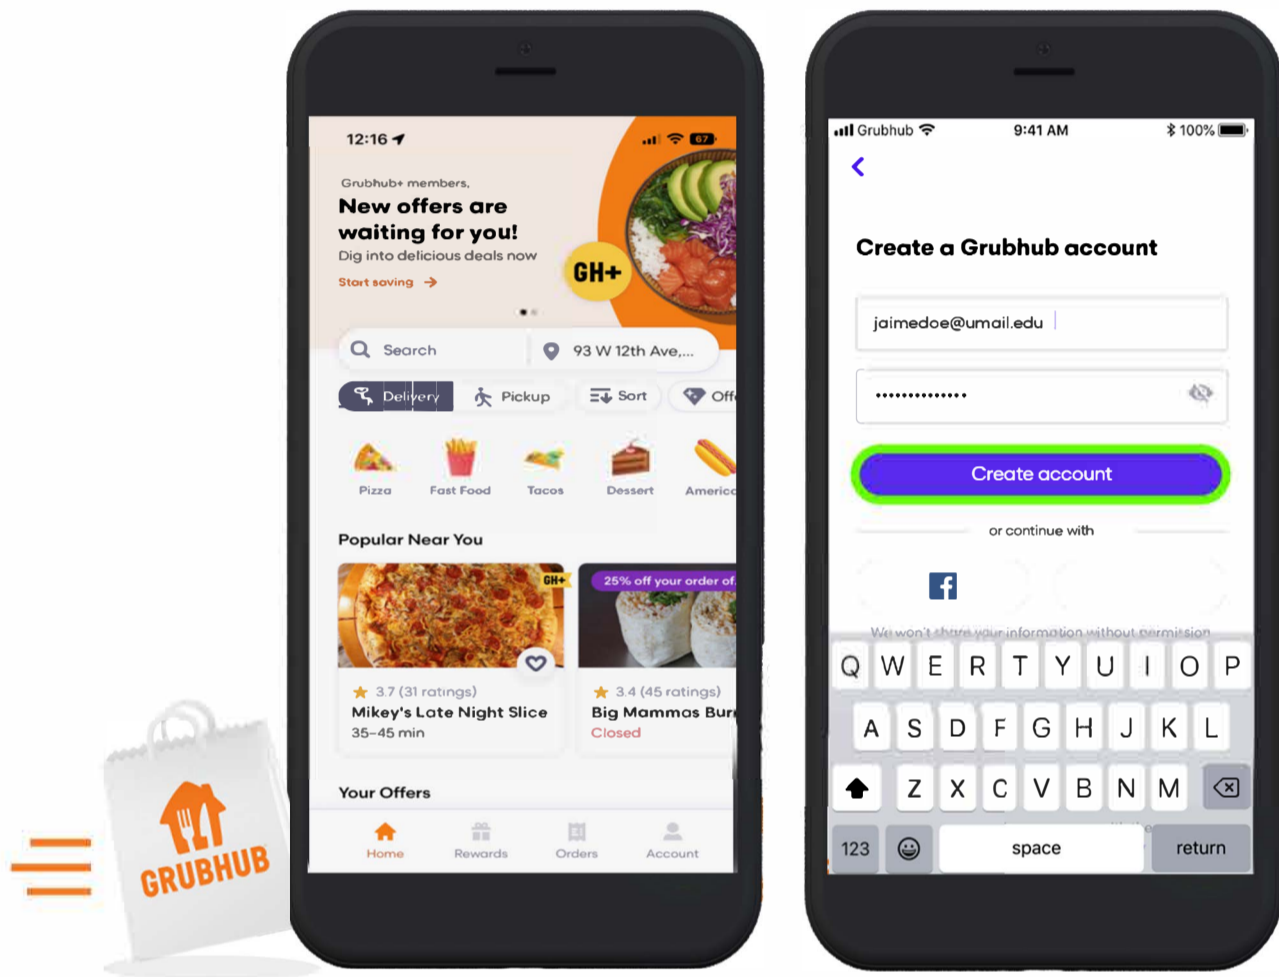 12:16
67
Grubhub+ members,
New offers are
waiting for you!
Dig into delicious deals now
Start saving →
GH+
Search
93 W 12th Ave,...
Delivery
Pickup
Sort
Pizza
Fast Food
Tacos
Dessert
Popular Near You
GH+
25% off your order of
3.7 (31 ratings)
Mikey's Late Night Slice
35–45 min
3.4 (45 ratings)
Big Mammas
Closed
Your Offers
Home
Rewards
Orders
Account
GRUBHUB
Grubhub
9:41 AM
100%
Create a Grubhub account
jaimedoe@umail.edu
••••••••••••••
Create account
or continue with
f
We won't share your information without permission
Q W E R T Y U I O P
A S D F G H J K L
Z X C V B N M
123
space
return